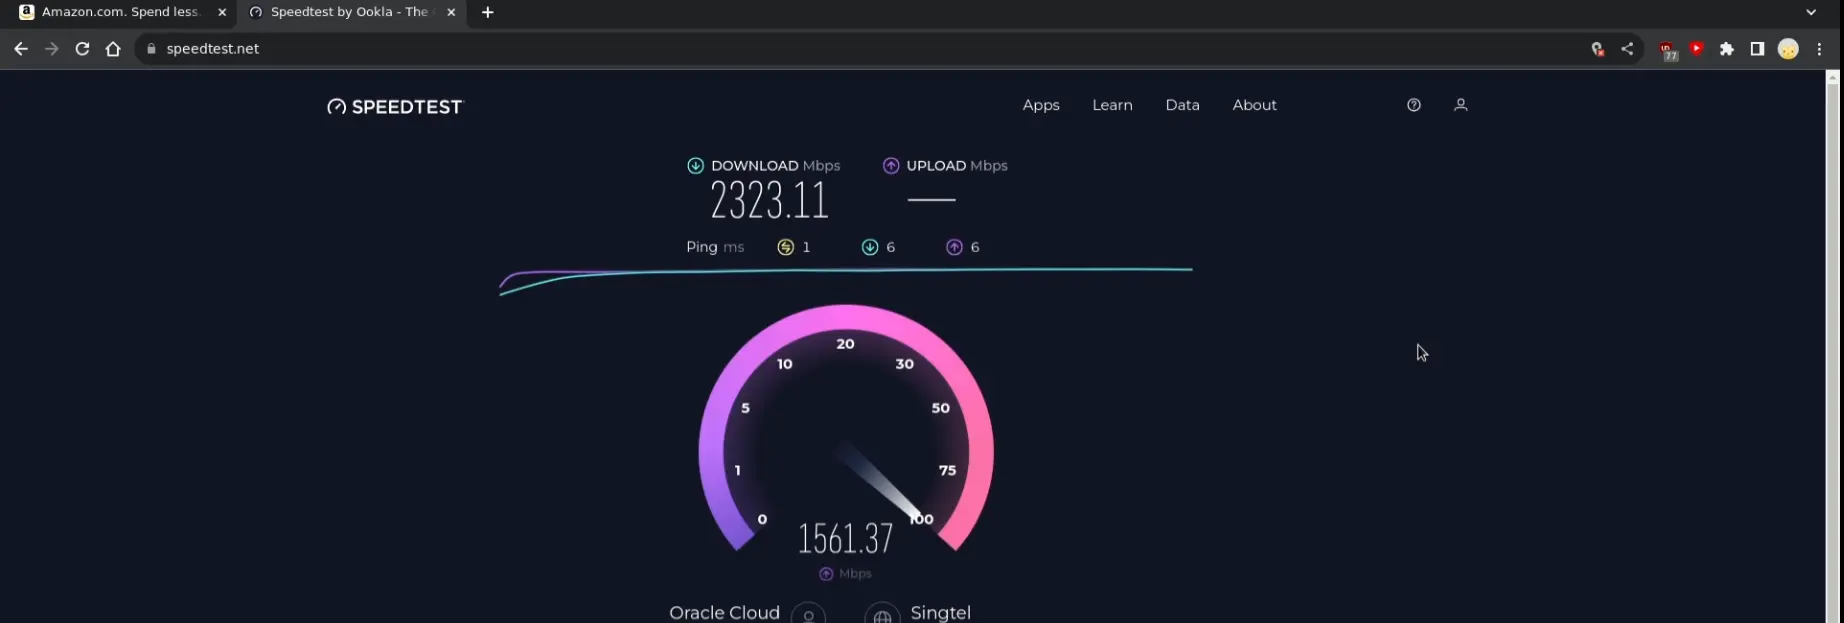 Amazon.com. Spend less. Speedtest by Ookla - The
speedtest.net
77
SPEEDTEST Apps Learn Data About
DOWNLOAD Mbps UPLOAD Mbps
2323.11
Ping ms 1 6 6
20
10 30
5 50
1 75
0 100
1561.37
Mbps
Oracle Cloud Singtel